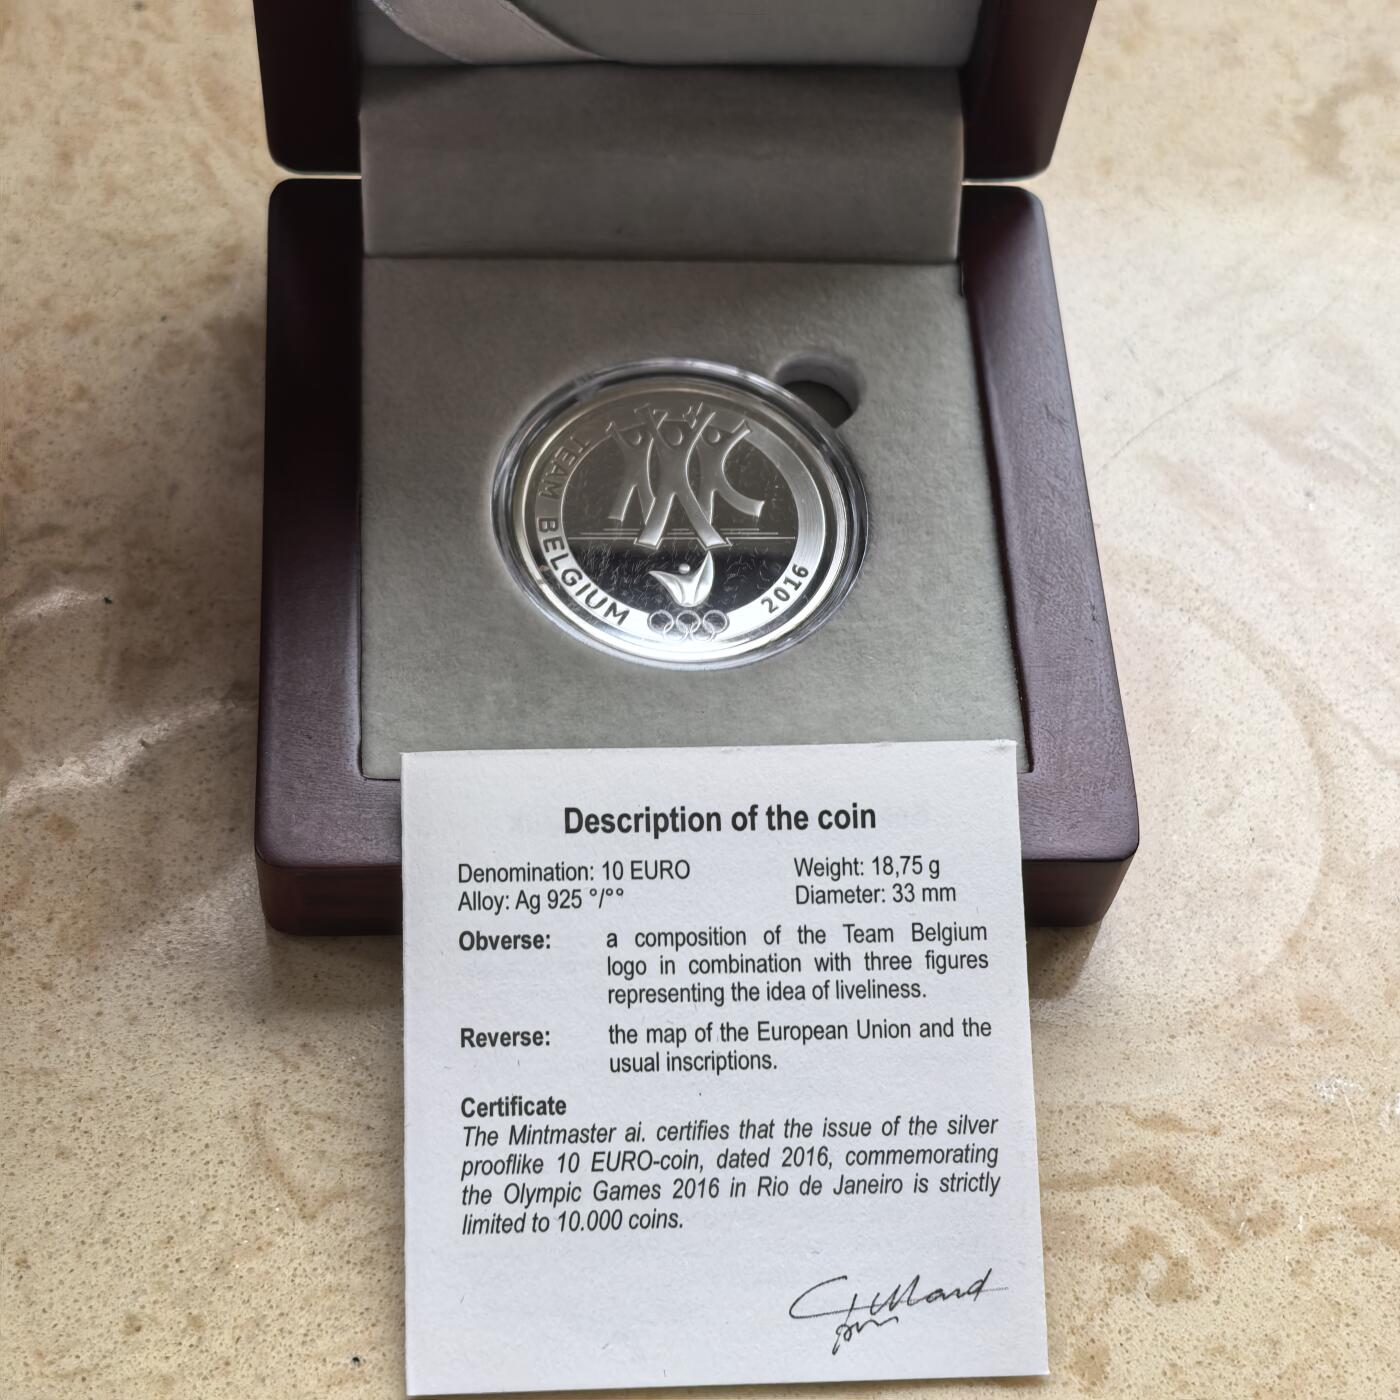 TEAM BELGIUM
2016
Description of the coin
Denomination: 10 EURO Weight: 18,75 g
Alloy: Ag 925 °/°° Diameter: 33 mm
Obverse: a composition of the Team Belgium
logo in combination with three figures
representing the idea of liveliness.
Reverse: the map of the European Union and the
usual inscriptions.
Certificate
The Mintmaster ai. certifies that the issue of the silver
prooflike 10 EURO-coin, dated 2016, commemorating
the Olympic Games 2016 in Rio de Janeiro is strictly
limited to 10.000 coins.